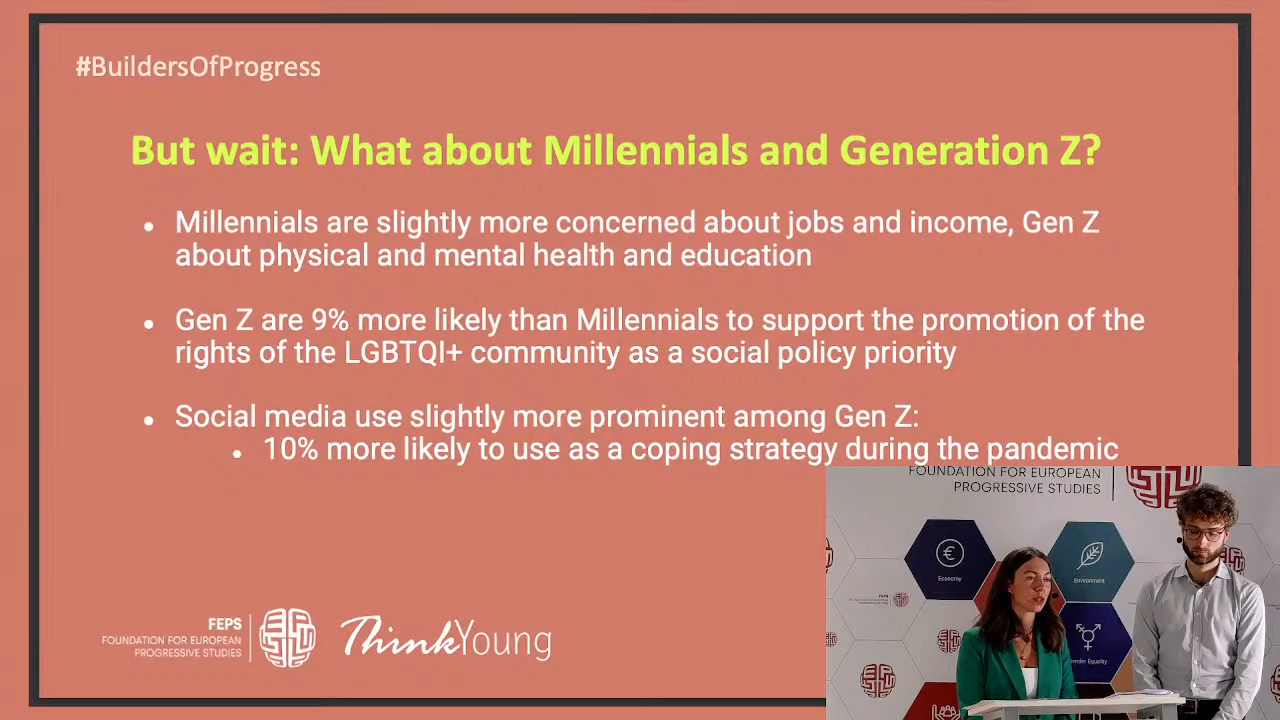 #BuildersOfProgress
But wait: What about Millennials and Generation Z?
• Millennials are slightly more concerned about jobs and income, Gen Z
about physical and mental health and education
• Gen Z are 9% more likely than Millennials to support the promotion of the
rights of the LGBTQI+ community as a social policy priority
• Social media use slightly more prominent among Gen Z:
• 10% more likely to use as a coping strategy during the pandemic
FEPS
FOUNDATION FOR EUROPEAN
PROGRESSIVE STUDIES
ThinkYoung
FOUNDATION FOR EUROPEAN
PROGRESSIVE STUDIES
Economy
Environment
FEPS
Gender Equality